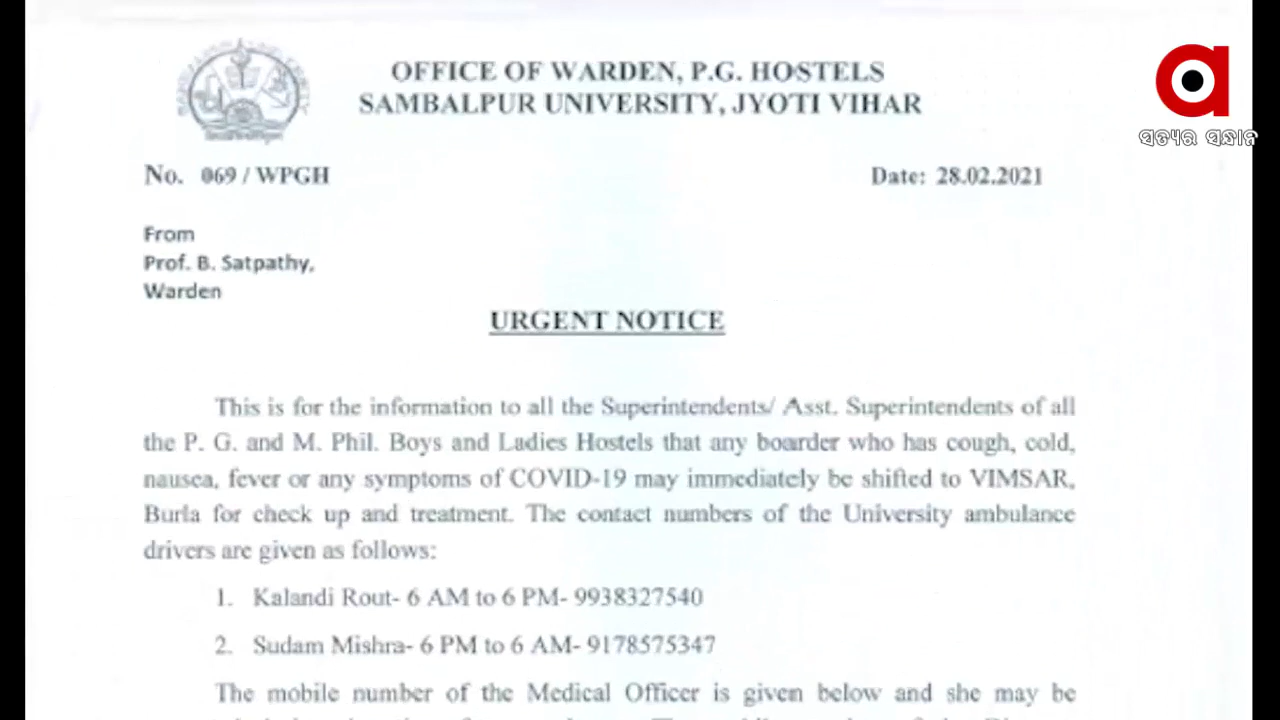 OFFICE OF WARDEN, P.G. HOSTELS
SAMBALPUR UNIVERSITY, JYOTI VIHAR
ସତ୍ୟର ସନ୍ଧାନ
No. 069 / WPGH Date: 28.02.2021
From
Prof. B. Satpathy,
Warden
URGENT NOTICE
This is for the information to all the Superintendents/ Asst. Superintendents of all
the P. G. and M. Phil. Boys and Ladies Hostels that any boarder who has cough, cold,
nausea, fever or any symptoms of COVID-19 may immediately be shifted to VIMSAR,
Burla for check up and treatment. The contact numbers of the University ambulance
drivers are given as follows:
1. Kalandi Rout- 6 AM to 6 PM- 9938327540
2. Sudam Mishra- 6 PM to 6 AM- 9178575347
The mobile number of the Medical Officer is given below and she may be